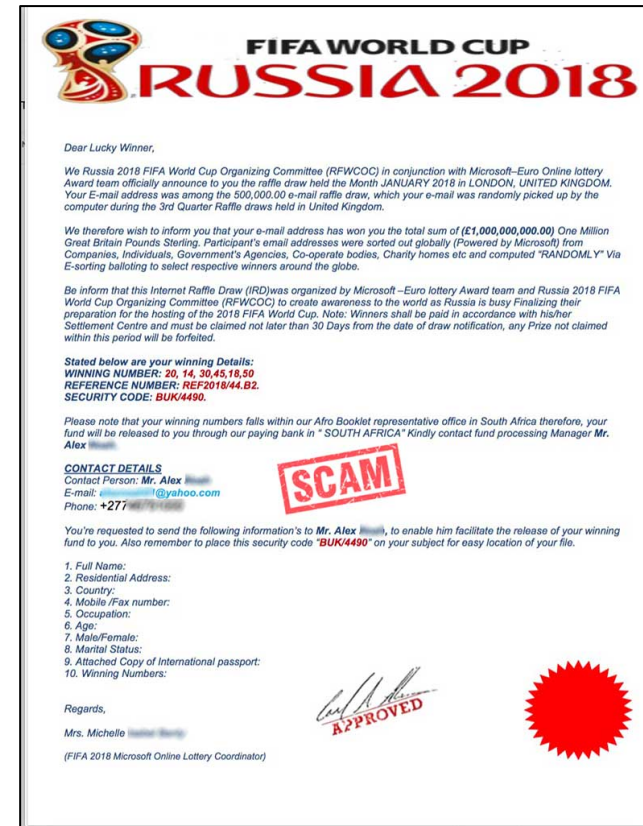 FIFA WORLD CUP
RUSSIA 2018
Dear Lucky Winner,
We Russia 2018 FIFA World Cup Organizing Committee (RFWCOC) in conjunction with Microsoft–Euro Online lottery
Award team officially announce to you the raffle draw held the Month JANUARY 2018 in LONDON, UNITED KINGDOM.
Your E-mail address was among the 500,000.00 e-mail raffle draw, which your e-mail was randomly picked up by the
computer during the 3rd Quarter Raffle draws held in United Kingdom.
We therefore wish to inform you that your e-mail address has won you the total sum of (£1,000,000,000.00) One Million
Great Britain Pounds Sterling. Participant's email addresses were sorted out globally (Powered by Microsoft) from
Companies, Individuals, Government's Agencies, Co-operate bodies, Charity homes etc and computed "RANDOMLY" Via
E-sorting balloting to select respective winners around the globe.
Be inform that this Internet Raffle Draw (IRD)was organized by Microsoft –Euro lottery Award team and Russia 2018 FIFA
World Cup Organizing Committee (RFWCOC) to create awareness to the world as Russia is busy Finalizing their
preparation for the hosting of the 2018 FIFA World Cup. Note: Winners shall be paid in accordance with his/her
Settlement Centre and must be claimed not later than 30 Days from the date of draw notification, any Prize not claimed
within this period will be forfeited.
Stated below are your winning Details:
WINNING NUMBER: 20, 14, 30,45,18,50
REFERENCE NUMBER: REF2018/44.B2.
SECURITY CODE: BUK/4490.
Please note that your winning numbers falls within our Afro Booklet representative office in South Africa therefore, your
fund will be released to you through our paying bank in " SOUTH AFRICA" Kindly contact fund processing Manager Mr.
Alex
CONTACT DETAILS
Contact Person: Mr. Alex
E-mail: @yahoo.com
Phone: +277
SCAM
You're requested to send the following information's to Mr. Alex , to enable him facilitate the release of your winning
fund to you. Also remember to place this security code "BUK/4490" on your subject for easy location of your file.
1. Full Name:
2. Residential Address:
3. Country:
4. Mobile /Fax number:
5. Occupation:
6. Age:
7. Male/Female:
8. Marital Status:
9. Attached Copy of International passport:
10. Winning Numbers:
Regards,
APPROVED
Mrs. Michelle
(FIFA 2018 Microsoft Online Lottery Coordinator)